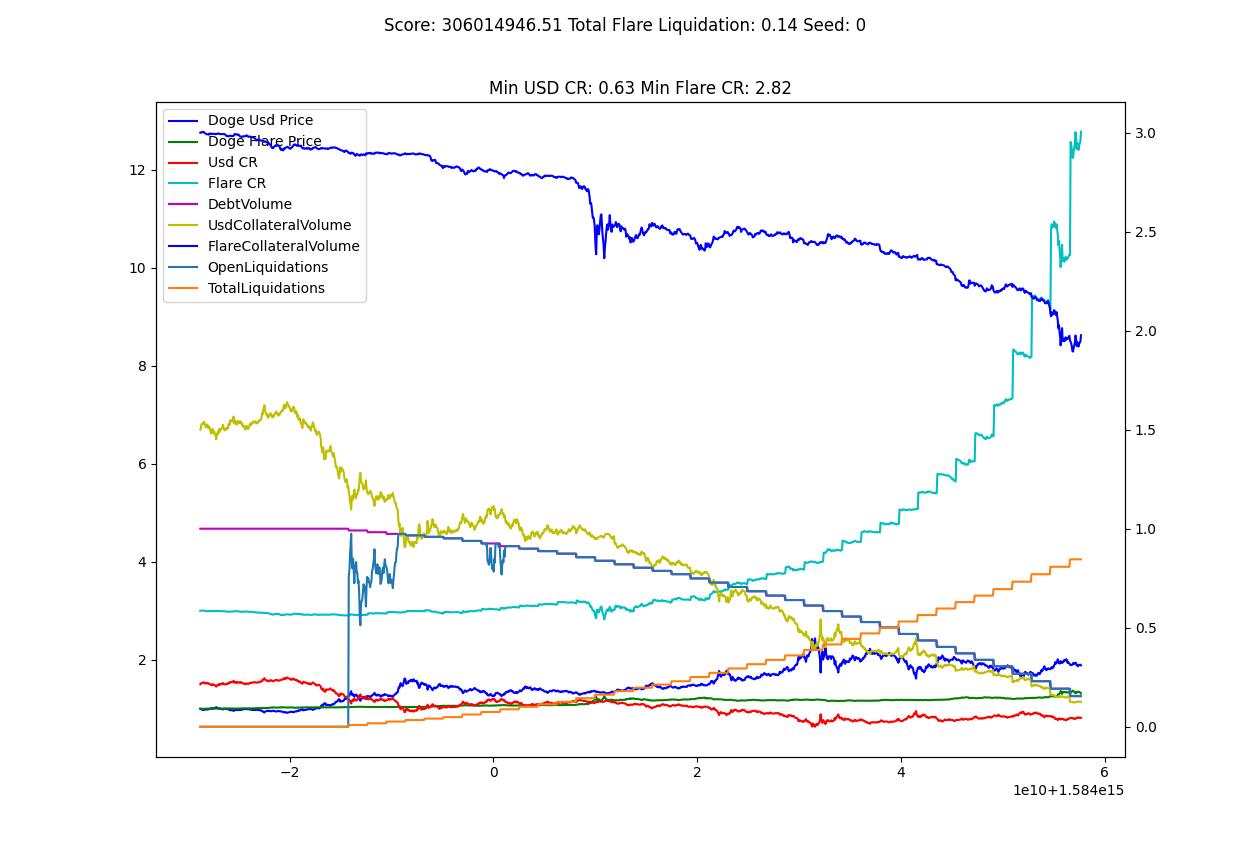 Score: 306014946.51 Total Flare Liquidation: 0.14 Seed: 0
Min USD CR: 0.63 Min Flare CR: 2.82
Doge Usd Price
Doge Flare Price
Usd CR
Flare CR
DebtVolume
UsdCollateralVolume
FlareCollateralVolume
OpenLiquidations
TotalLiquidations
12
10
8
6
4
2
3.0
2.5
2.0
1.5
1.0
0.5
0.0
−2
0
2
4
6
1e10+1.584e15